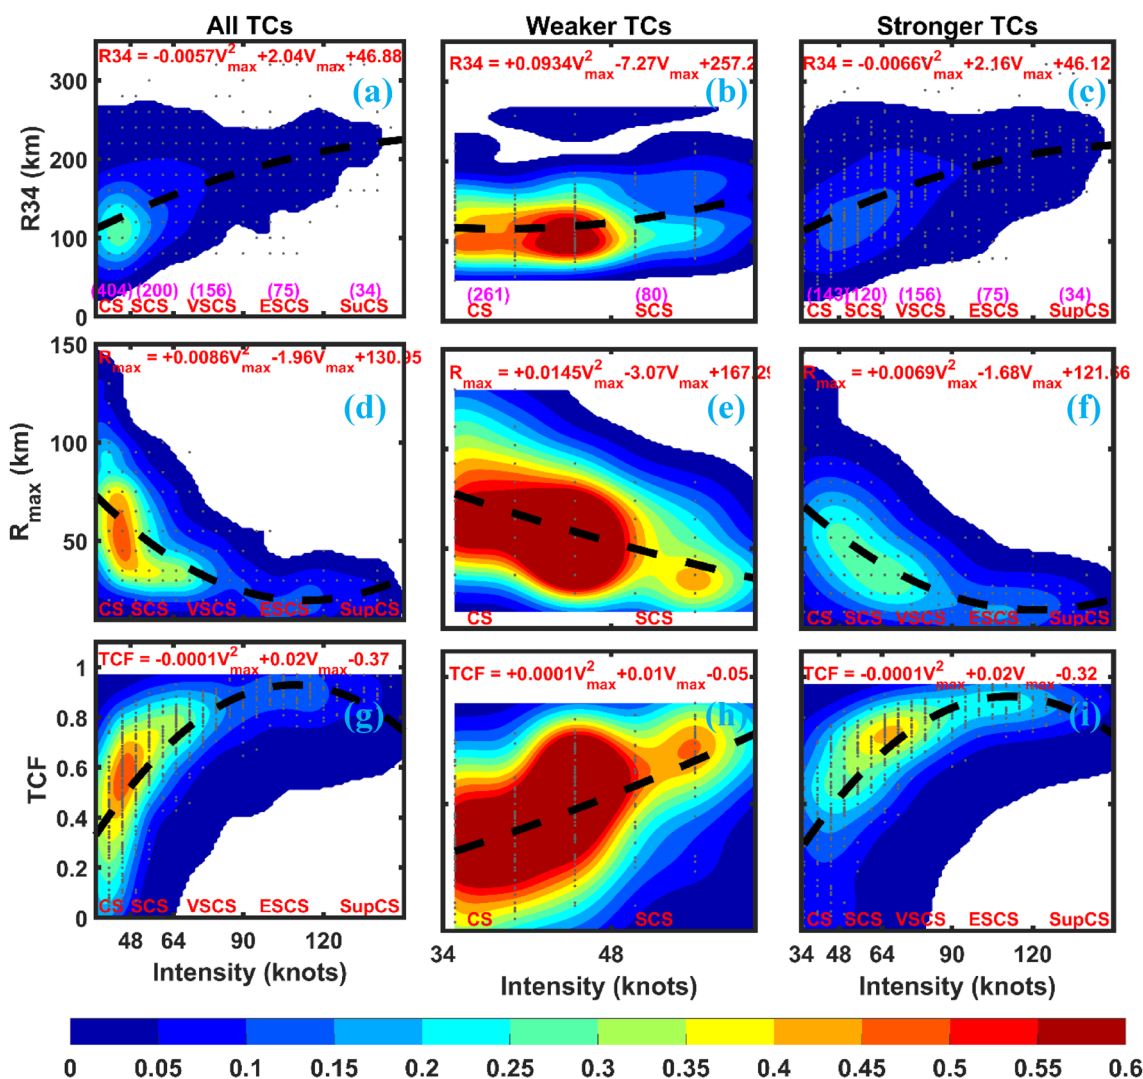 All TCs Weaker TCs Stronger TCs
R34 = -0.0057V²max+2.04Vmax+46.88
R34 = +0.0934V²max-7.27Vmax+257.2
R34 = -0.0066V²max+2.16Vmax+46.12
(a) (b) (c)
R34 (km)
300
200
100
0
(404) (200) (156) (75) (34)
CS SCS VSCS ESCS SuCS
(261) (80)
CS SCS
(143) (120) (156) (75) (34)
CS SCS VSCS ESCS SupCS
Rmax = +0.0086V²max-1.96Vmax+130.95
Rmax = +0.0145V²max-3.07Vmax+167.29
Rmax = +0.0069V²max-1.68Vmax+121.66
(d) (e) (f)
Rmax (km)
150
100
50
CS SCS VSCS ESCS SupCS
CS SCS
CS SCS VSCS ESCS SupCS
TCF = -0.0001V²max+0.02Vmax-0.37
TCF = +0.0001V²max+0.01Vmax-0.05
TCF = -0.0001V²max+0.02Vmax-0.32
(g) (h) (i)
TCF
1
0.8
0.6
0.4
0.2
0
CS SCS VSCS ESCS SupCS
CS SCS
CS SCS VSCS ESCS SupCS
48 64 90 120
34 48
34 48 64 90 120
Intensity (knots) Intensity (knots) Intensity (knots)
0 0.05 0.1 0.15 0.2 0.25 0.3 0.35 0.4 0.45 0.5 0.55 0.6